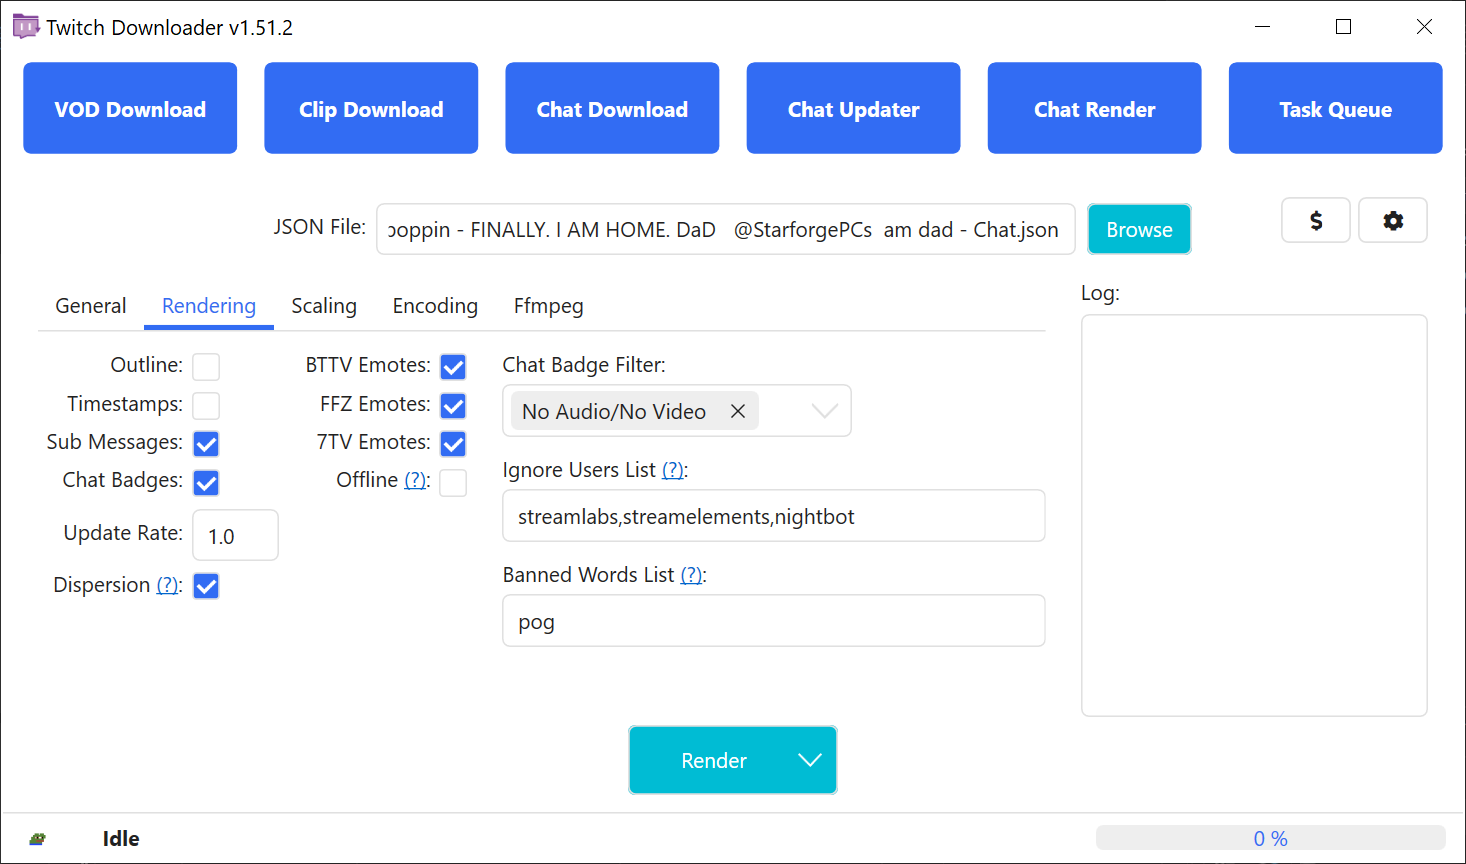 Twitch Downloader v1.51.2
VOD Download Clip Download Chat Download Chat Updater Chat Render Task Queue
JSON File: poppin - FINALLY. I AM HOME. DaD @StarforgePCs am dad - Chat.json Browse $
General Rendering Scaling Encoding Ffmpeg
Log:
Outline:
Timestamps:
Sub Messages:
Chat Badges:
Update Rate: 1.0
Dispersion (?):
BTTV Emotes:
FFZ Emotes:
7TV Emotes:
Offline (?):
Chat Badge Filter:
No Audio/No Video
Ignore Users List (?):
streamlabs,streamelements,nightbot
Banned Words List (?):
pog
Render
Idle
0 %